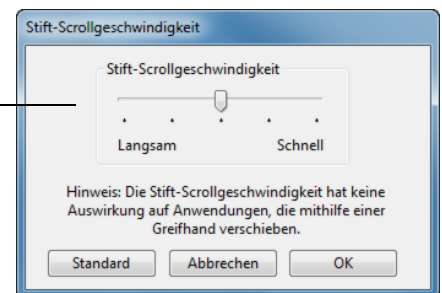 Stift-Scrollgeschwindigkeit
Stift-Scrollgeschwindigkeit
Langsam Schnell
Hinweis: Die Stift-Scrollgeschwindigkeit hat keine
Auswirkung auf Anwendungen, die mithilfe einer
Greifhand verschieben.
Standard Abbrechen OK